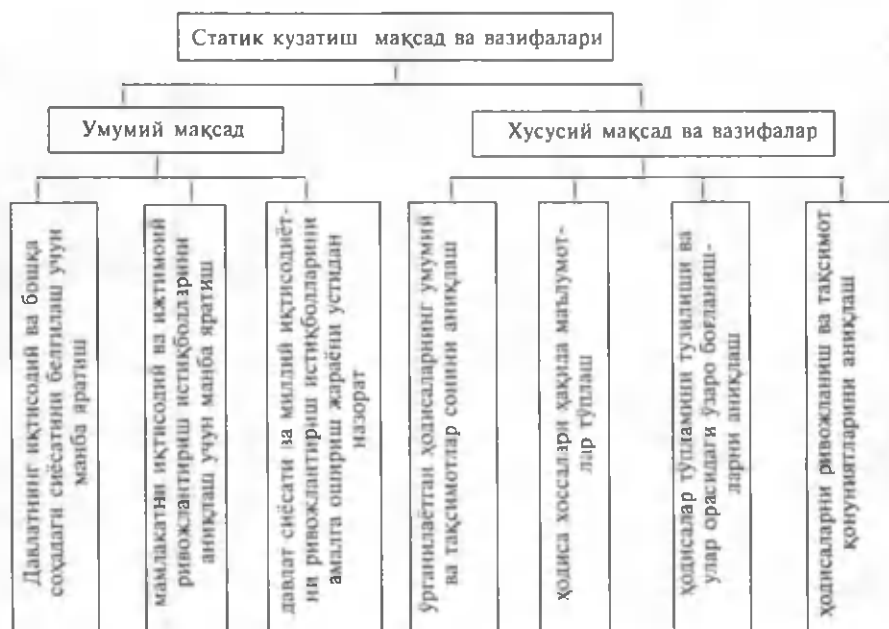 Статик кузатиш мақсад ва вазифалари
Умумий мақсад
Хусусий мақсад ва вазифалар
Давлатнинг иқтисодий ва бошқа
соҳадаги сиёсатини белгилаш учун
манба яратиш
мамлакатни иқтисодий ва ижтимоий
ривожлантириш истиқболларини
аниқлаш учун манба яратиш
давлат сиёсати ва миллий иқтисодиёт-
ни ривожлантириш истиқболларини
амалга ошириш жараёни устидан
назорат
ўрганилаётган ҳодисаларнинг умумий
ва тақсимотлар сонини аниқлаш
ҳодиса хоссалари ҳақида маълумот-
лар тўплаш
ҳодисалар тўпламини тузилиши ва
улар орасидаги ўзаро боғланиш-
ларни аниқлаш
ҳодисаларни ривожланиш ва тақсимот
қонуниятларини аниқлаш